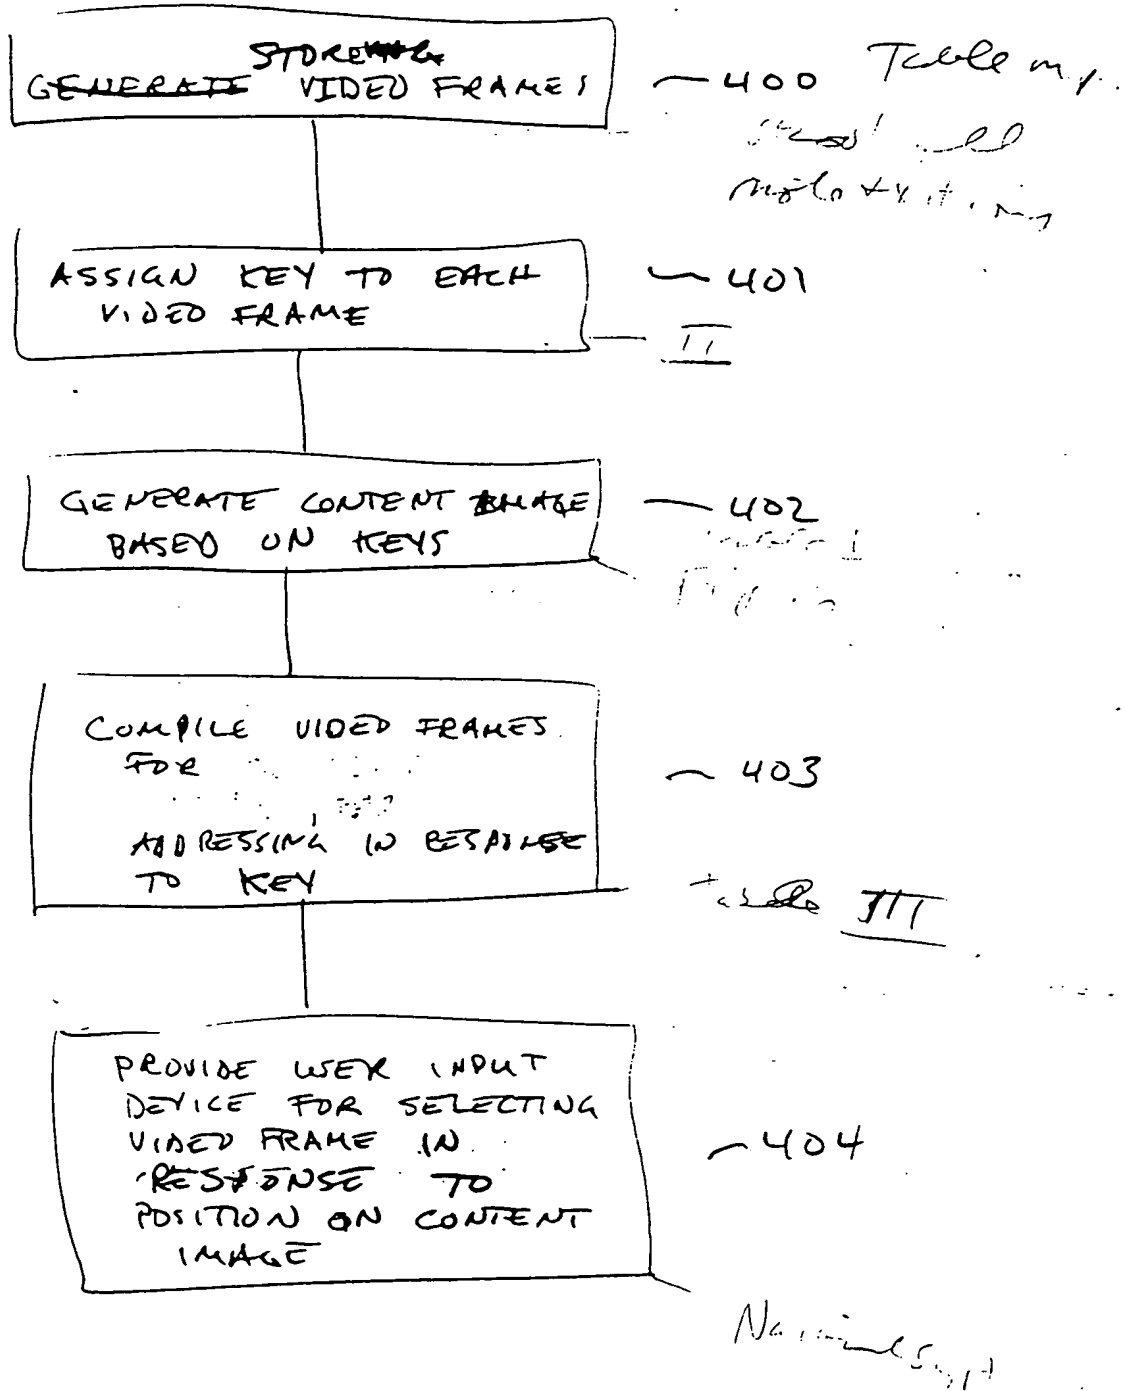 STORE
GENERATE VIDEO FRAMES
400
Table
ASSIGN KEY TO EACH
VIDEO FRAME
401
II
GENERATE CONTENT IMAGE
BASED ON KEYS
402
COMPILE VIDEO FRAMES
FOR
ADDRESSING IN RESPONSE
TO KEY
403
table III
PROVIDE USER INPUT
DEVICE FOR SELECTING
VIDEO FRAME IN
RESPONSE TO
POSITION ON CONTENT
IMAGE
404